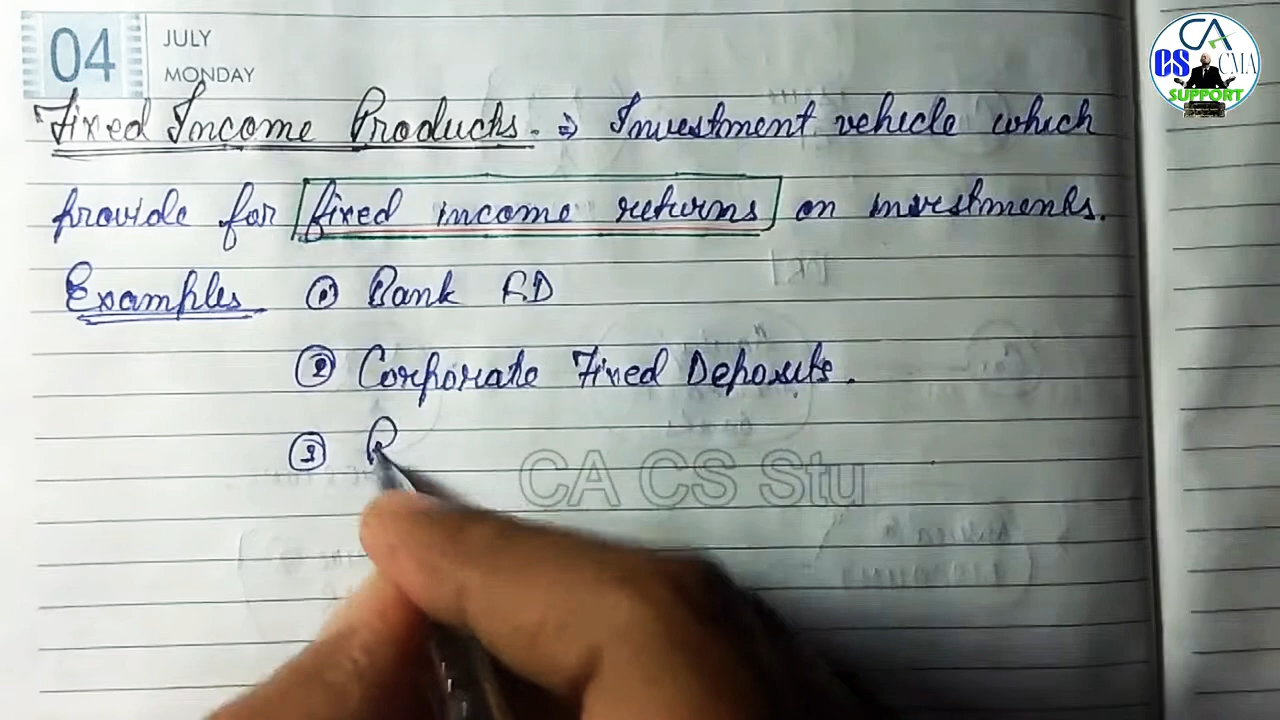 04
JULY
MONDAY
CA
CS
CMA
SUPPORT
Fixed Income Products. ⇒ Investment vehicle which
provide for fixed income returns on investments.
Examples ① Bank FD
② Corporate Fixed Deposits.
③
CA CS Stu